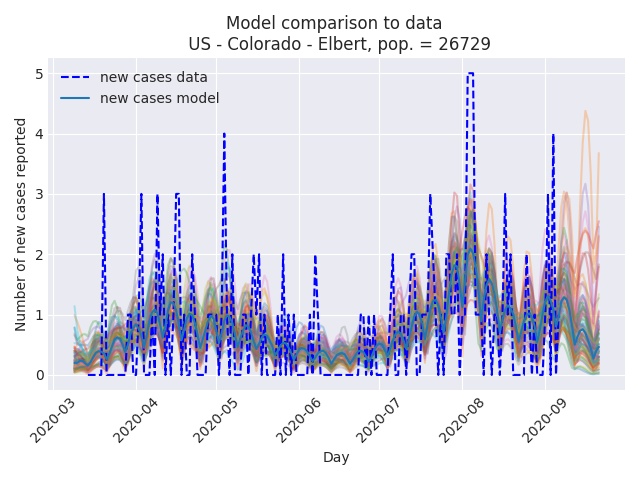 Model comparison to data
US - Colorado - Elbert, pop. = 26729
new cases data
new cases model
Number of new cases reported
5
4
3
2
1
0
2020-03
2020-04
2020-05
2020-06
2020-07
2020-08
2020-09
Day